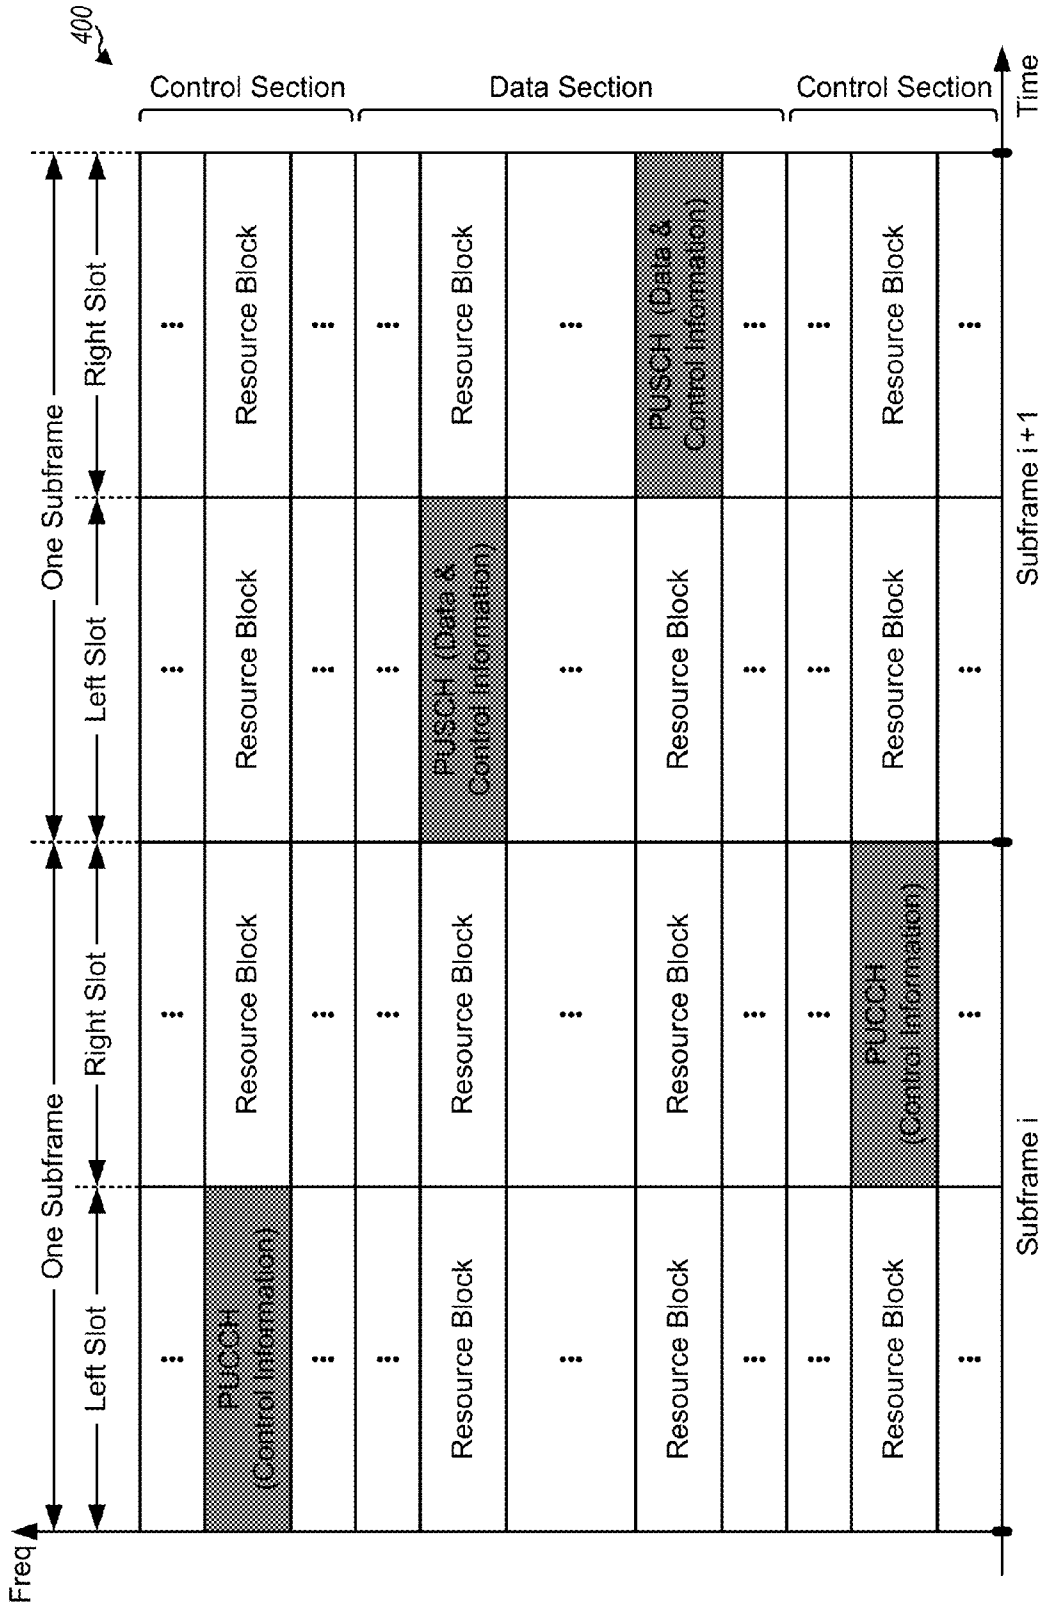 Freq
One Subframe
One Subframe
400
Left Slot
Right Slot
Left Slot
Right Slot
... ... ... ...
PUCCH
(Control Information)
Resource Block
Resource Block
Resource Block
Control Section
... ... ... ...
... ... ... ...
Resource Block
Resource Block
PUSCH (Data &
Control Information)
Resource Block
... ... ... ...
Data Section
Resource Block
Resource Block
Resource Block
PUSCH (Data &
Control Information)
... ... ... ...
... ... ... ...
Resource Block
PUCCH
(Control Information)
Resource Block
Resource Block
Control Section
... ... ... ...
Subframe i
Subframe i + 1
Time